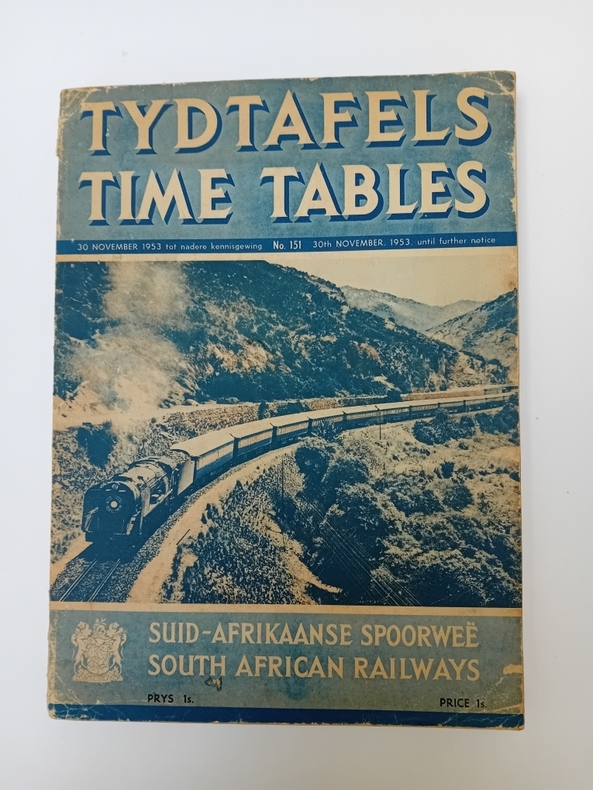 TYDTAFELS
TIME TABLES
30 NOVEMBER 1953 tot nadere kennisgewing No. 151 30th NOVEMBER, 1953, until further notice
SUID-AFRIKAANSE SPOORWEË
SOUTH AFRICAN RAILWAYS
PRYS 1s. PRICE 1s.